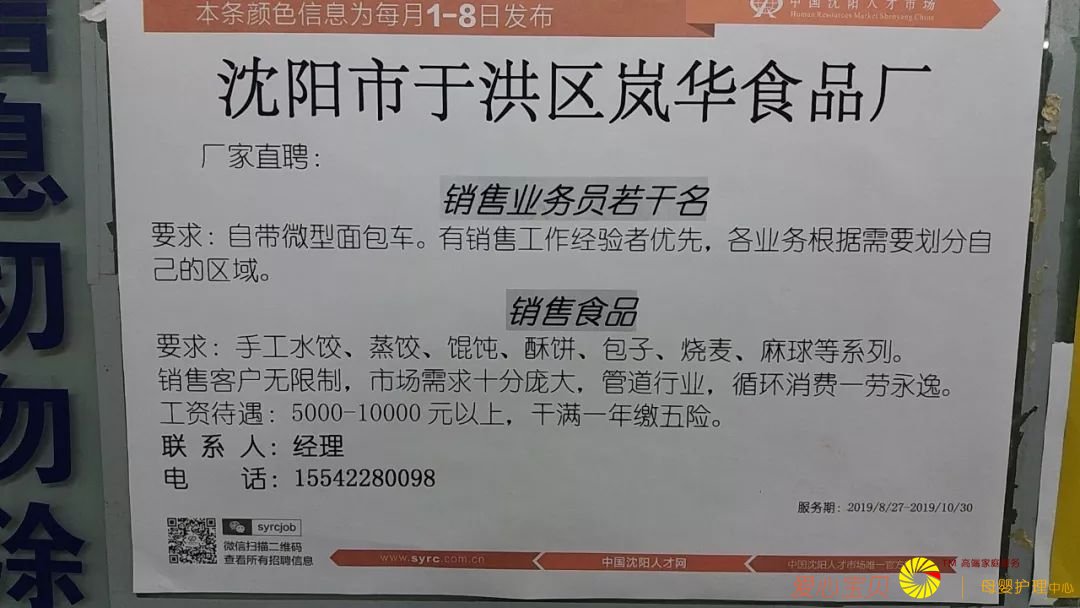 本条颜色信息为每月1-8日发布
中国沈阳人才市场
Human Resources Market Shenyang China
沈阳市于洪区岚华食品厂
厂家直聘：
销售业务员若干名
要求：自带微型面包车。有销售工作经验者优先，各业务根据需要划分自
己的区域。
销售食品
要求：手工水饺、蒸饺、馄饨、酥饼、包子、烧麦、麻球等系列。
销售客户无限制，市场需求十分庞大，管道行业，循环消费一劳永逸。
工资待遇：5000-10000 元以上，干满一年缴五险。
联 系 人：经理
电 话：15542280098
服务期：2019/8/27-2019/10/30
syrcjob
微信扫描二维码
查看所有招聘信息
www.syrc.com.cn
中国沈阳人才网
中国沈阳人才市场唯一官方
信息切勿涂
爱心宝贝
TM 高端家庭服务
母婴护理中心